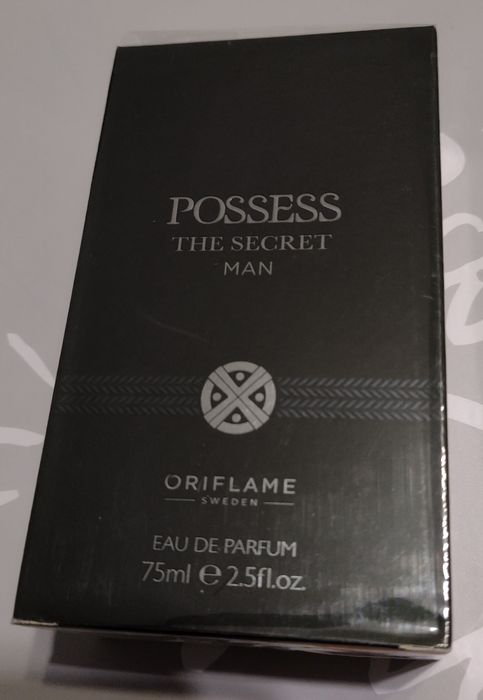 POSSESS
THE SECRET
MAN
ORIFLAME
SWEDEN
EAU DE PARFUM
75ml ℮ 2.5fl.oz.